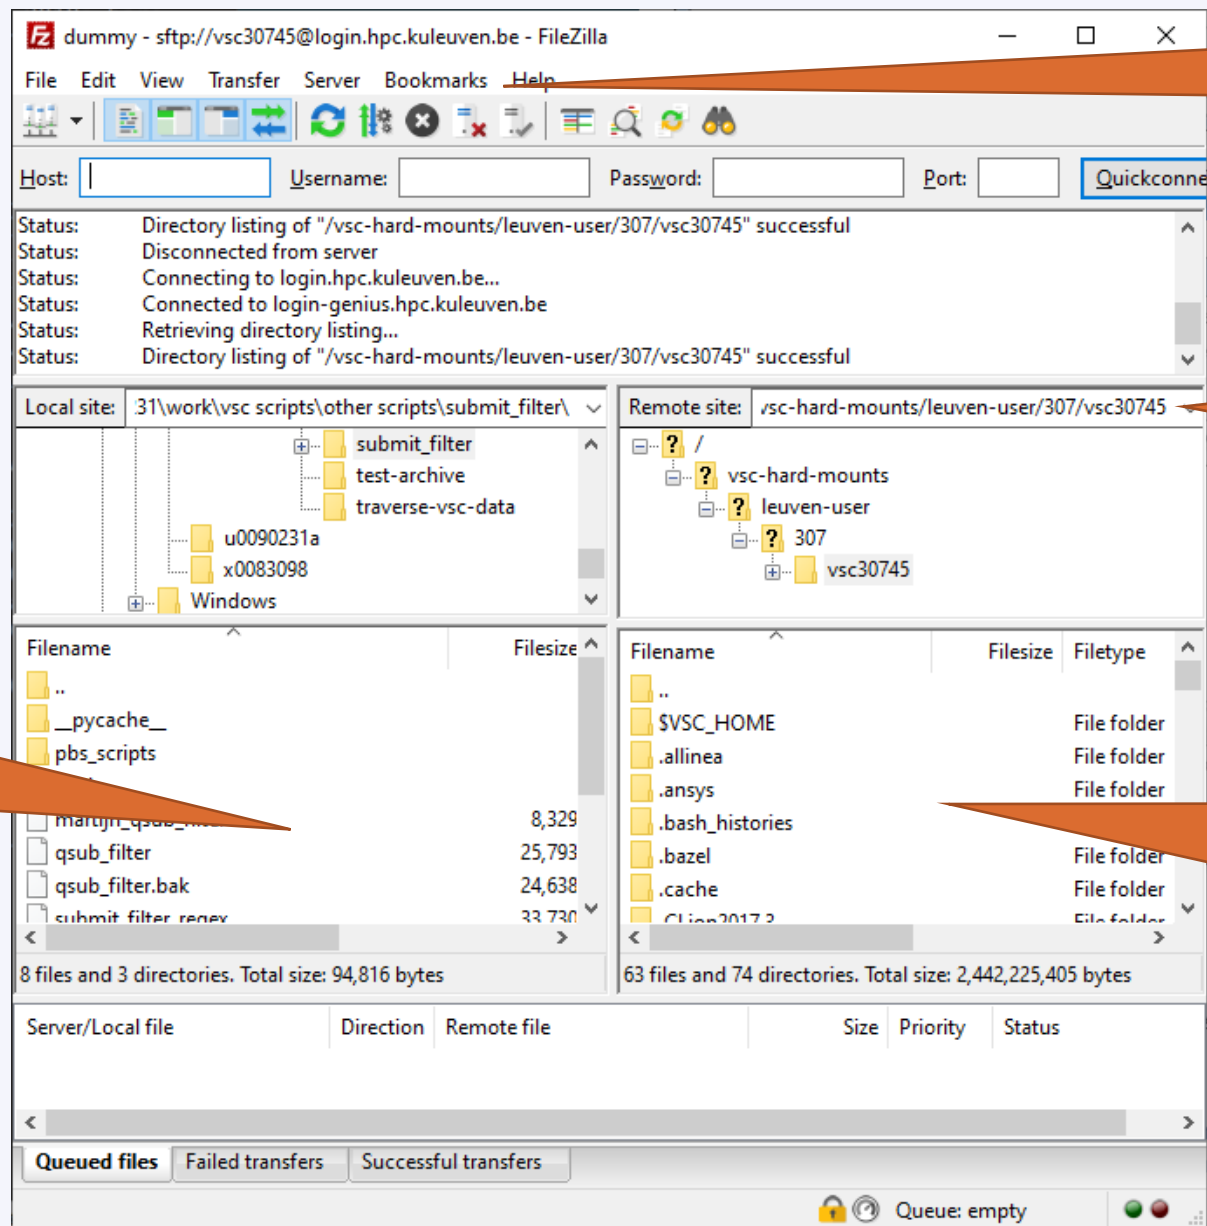 dummy - sftp://vsc30745@login.hpc.kuleuven.be - FileZilla
File Edit View Transfer Server Bookmarks Help
Host: Username: Password: Port: Quickconne
Status: Directory listing of "/vsc-hard-mounts/leuven-user/307/vsc30745" successful
Status: Disconnected from server
Status: Connecting to login.hpc.kuleuven.be...
Status: Connected to login-genius.hpc.kuleuven.be
Status: Retrieving directory listing...
Status: Directory listing of "/vsc-hard-mounts/leuven-user/307/vsc30745" successful
Local site: 31\work\vsc scripts\other scripts\submit_filter\
submit_filter
test-archive
traverse-vsc-data
u0090231a
x0083098
Windows
Remote site: /sc-hard-mounts/leuven-user/307/vsc30745
/
vsc-hard-mounts
leuven-user
307
vsc30745
Filename Filesize
..
__pycache__
pbs_scripts
8,329
qsub_filter 25,793
qsub_filter.bak 24,638
submit_filter_regex 33,730
8 files and 3 directories. Total size: 94,816 bytes
Filename Filesize Filetype
..
$VSC_HOME File folder
.allinea File folder
.ansys File folder
.bash_histories
.bazel File folder
.cache File folder
.CLion2017.3 File folder
63 files and 74 directories. Total size: 2,442,225,405 bytes
Server/Local file Direction Remote file Size Priority Status
Queued files Failed transfers Successful transfers
Queue: empty